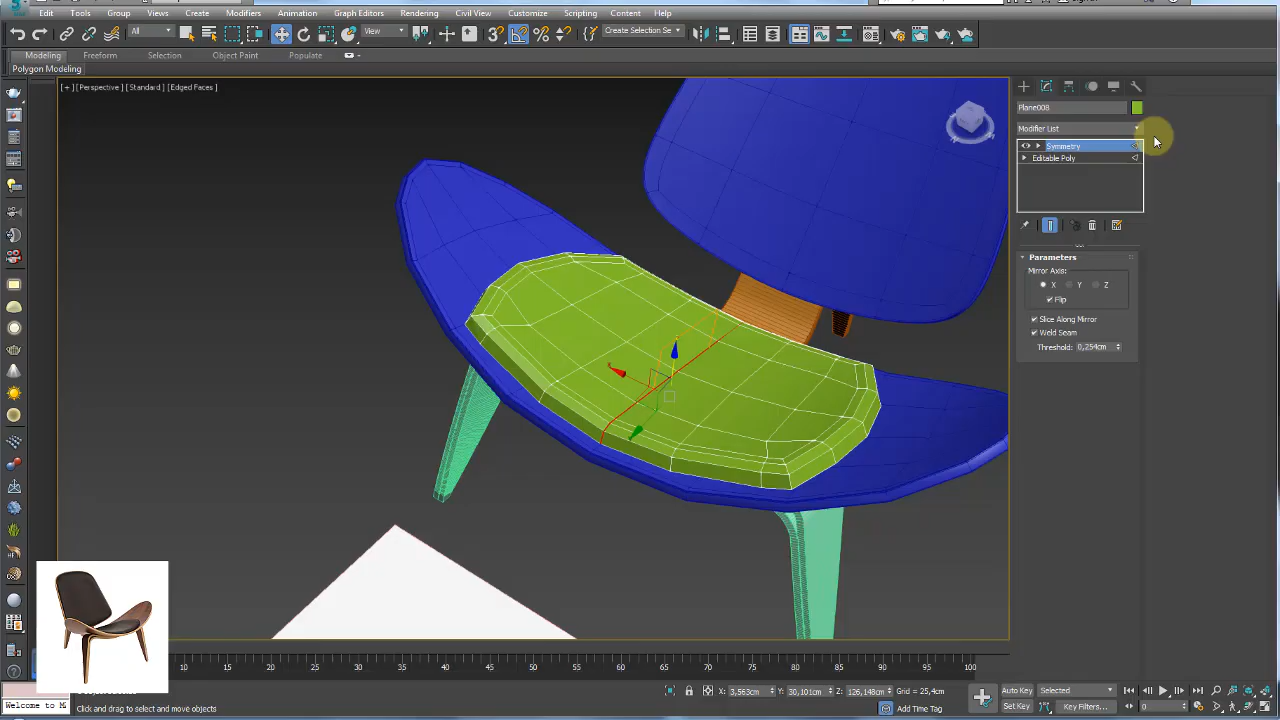 Edit Tools Group Views Create Modifiers Animation Graph Editors Rendering Customize Scripting Content Help
All View Create Selection Se
Modeling Freeform Selection Object Paint Populate
Polygon Modeling
[+] [Perspective] [Standard] [Edged Faces]
Plane008
Modifier List
Symmetry
Editable Poly
Parameters
Mirror Axis:
X Y Z
Flip
Slice Along Mirror
Weld Seam
Threshold: 0,254cm
10 15 20 25 30 35 40 45 50 55 60 65 70 75 80 85 90 95 100
X: 3,563cm Y: 30,101cm Z: 126,148cm Grid = 25,4cm
Auto Key Selected
Welcome to M
Click and drag to select and move objects
Add Time Tag
Set Key Key Filters... 0